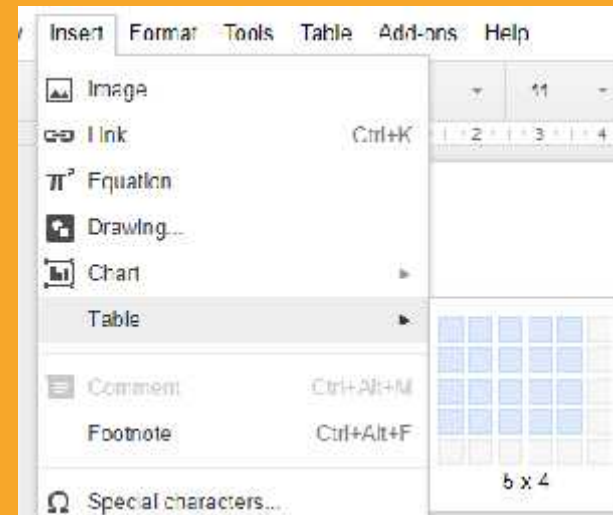 Insert Format Tools Table Add-ons Help
Image
11
Link Ctrl+K
2 3 4
π² Equation
Drawing...
Chart
Table
Comment Ctrl+Alt+M
Footnote Ctrl+Alt+F
5 x 4
Ω Special characters...